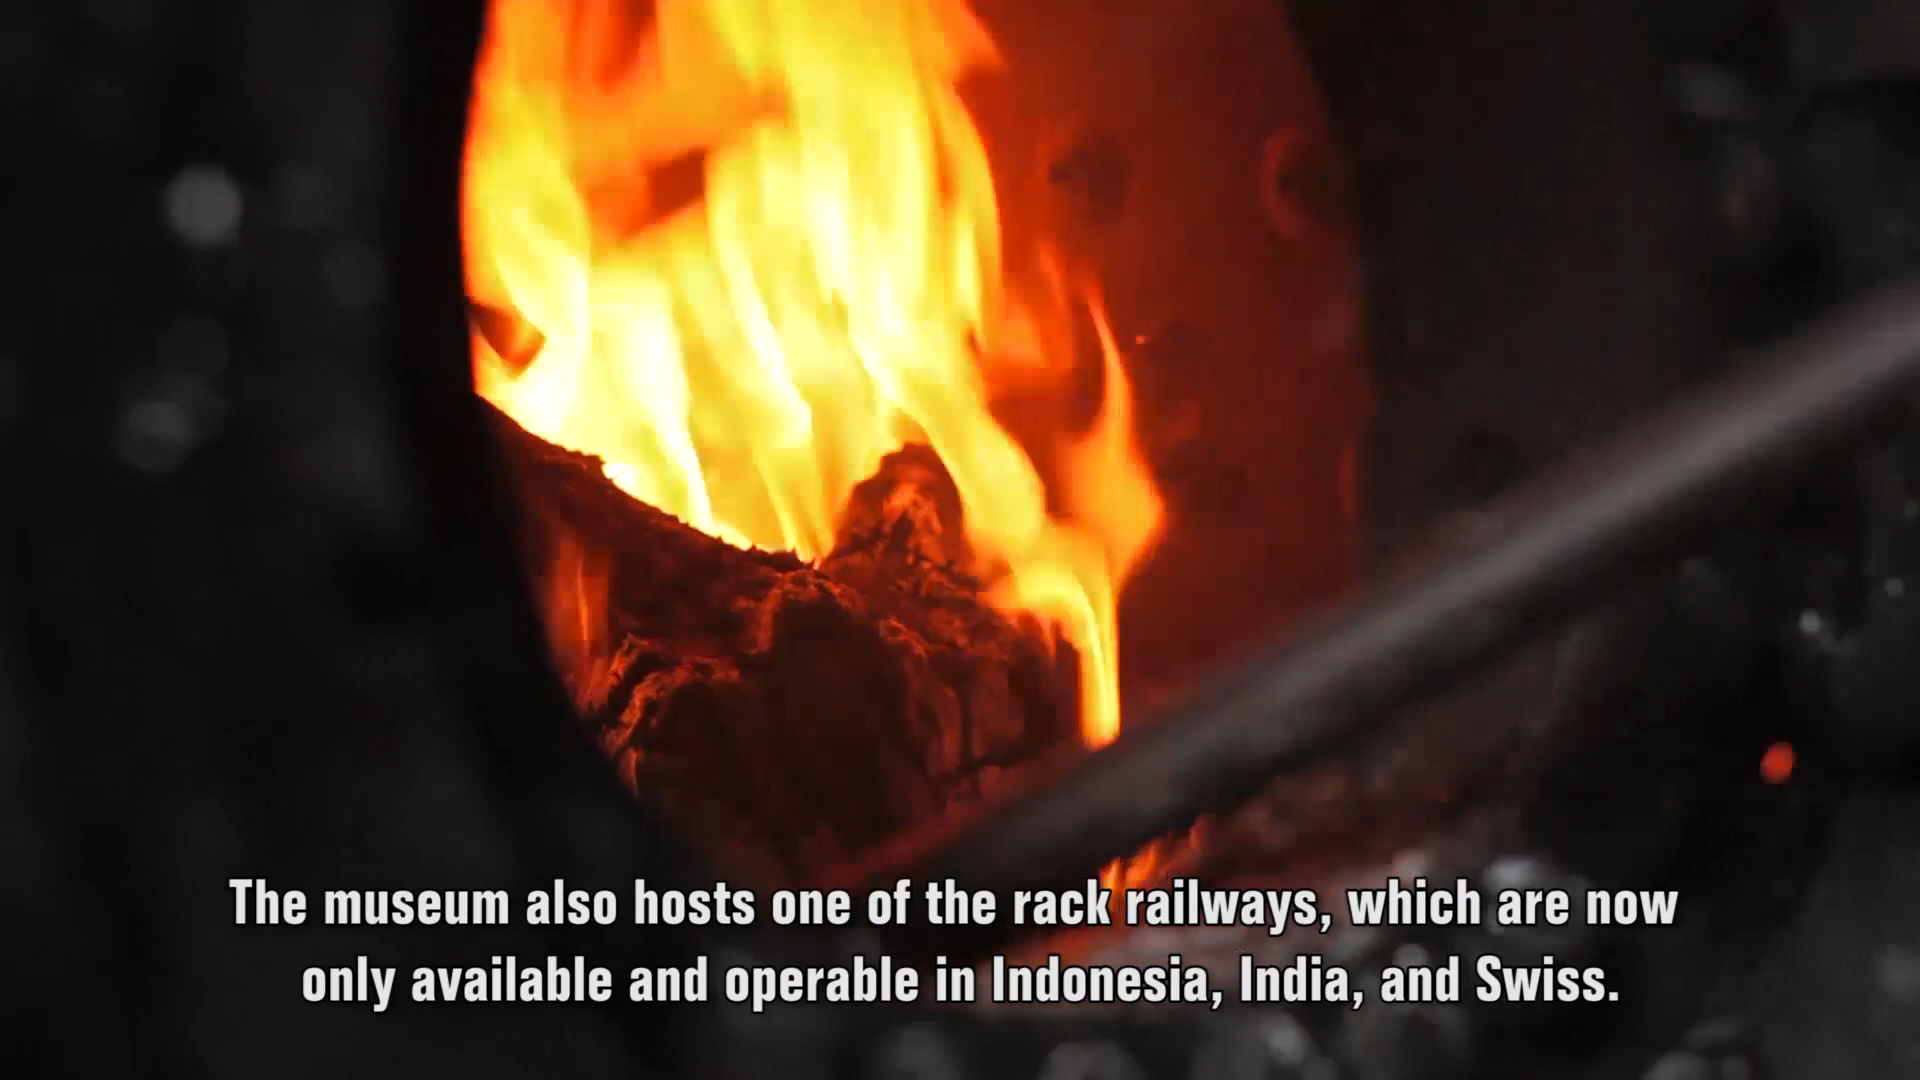 The museum also hosts one of the rack railways, which are now
only available and operable in Indonesia, India, and Swiss.